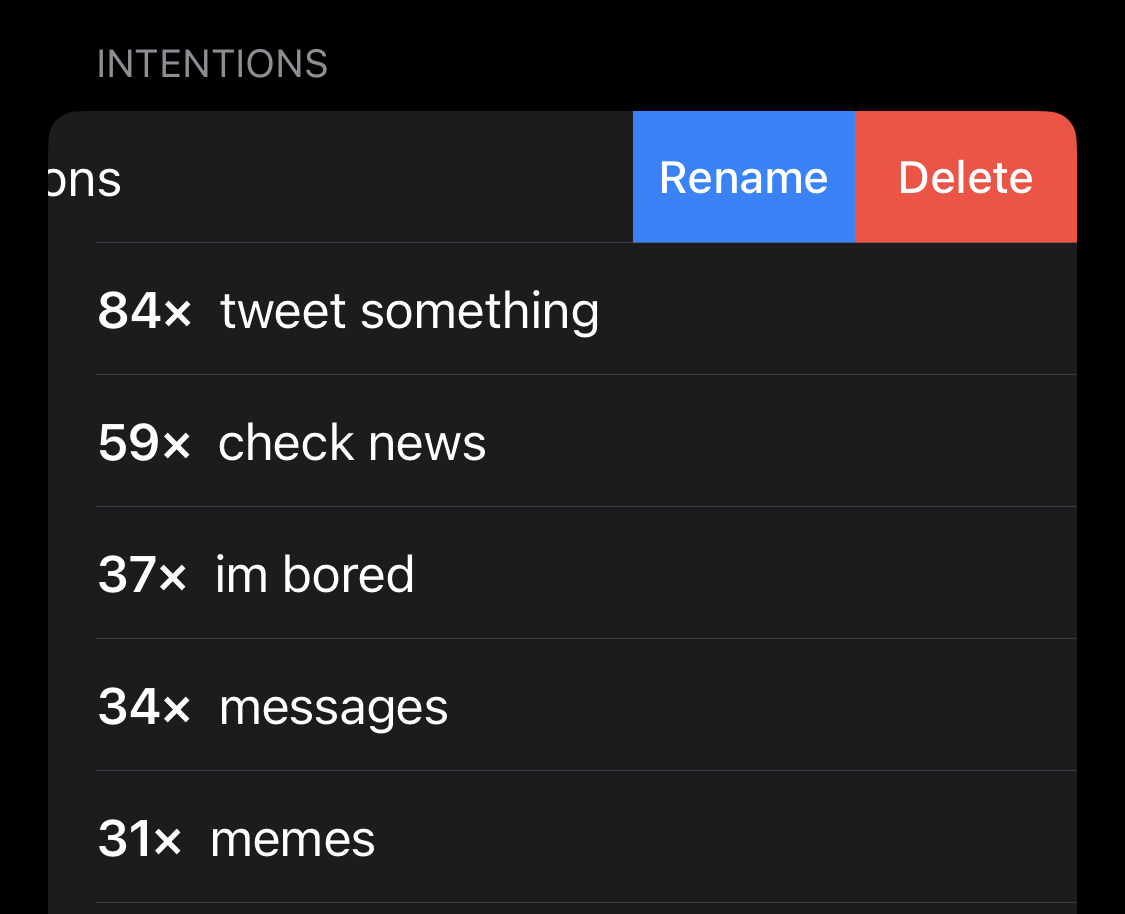 INTENTIONS
ons Rename Delete
84× tweet something
59× check news
37× im bored
34× messages
31× memes